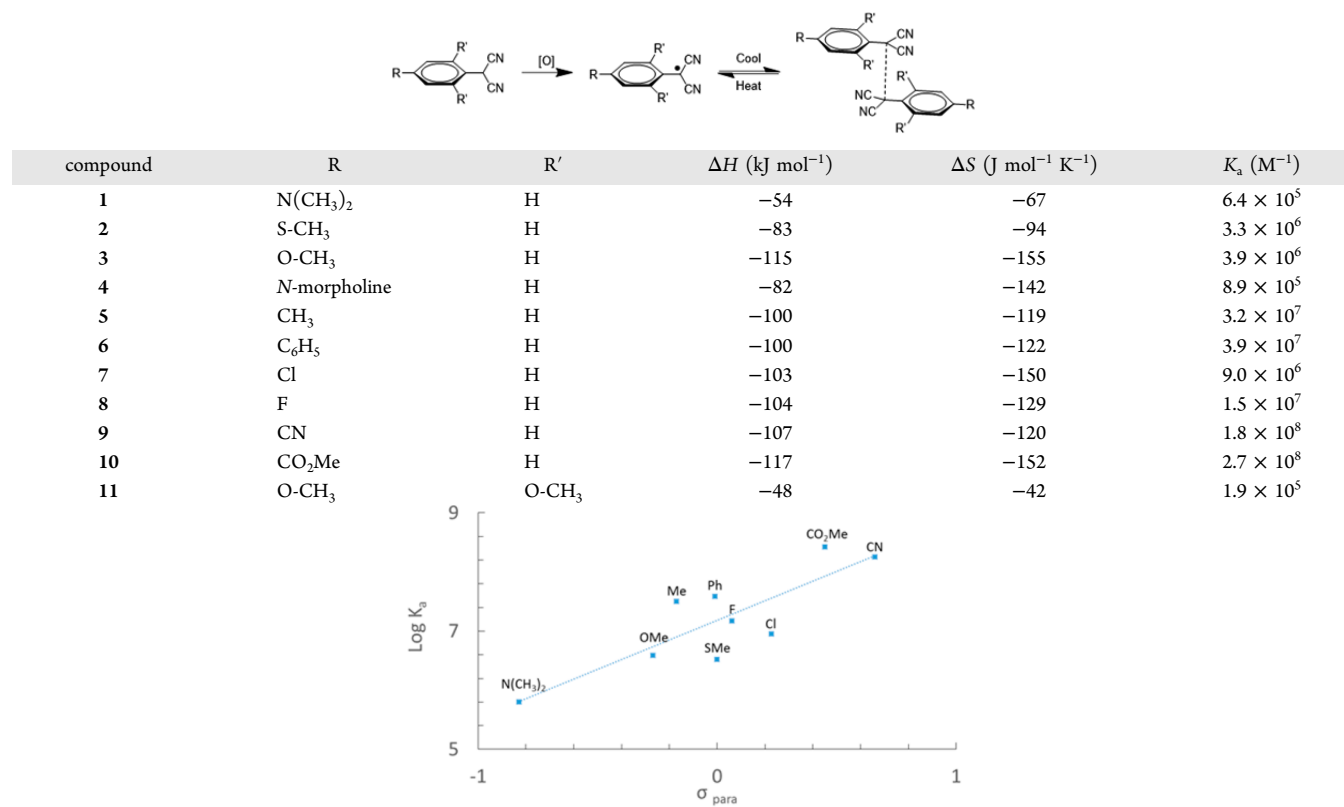 R
R'
R'
CN
CN
[O]
R
R'
R'
CN
CN
Cool
Heat
R
R'
R'
CN
CN
NC
NC
R'
R'
R
compound R R′ ΔH (kJ mol⁻¹) ΔS (J mol⁻¹ K⁻¹) Kₐ (M⁻¹)
1 N(CH₃)₂ H −54 −67 6.4 × 10⁵
2 S-CH₃ H −83 −94 3.3 × 10⁶
3 O-CH₃ H −115 −155 3.9 × 10⁶
4 N-morpholine H −82 −142 8.9 × 10⁵
5 CH₃ H −100 −119 3.2 × 10⁷
6 C₆H₅ H −100 −122 3.9 × 10⁷
7 Cl H −103 −150 9.0 × 10⁶
8 F H −104 −129 1.5 × 10⁷
9 CN H −107 −120 1.8 × 10⁸
10 CO₂Me H −117 −152 2.7 × 10⁸
11 O-CH₃ O-CH₃ −48 −42 1.9 × 10⁵
9
CO₂Me
CN
Me
Ph
F
7
Cl
OMe
SMe
Log Kₐ
N(CH₃)₂
5
-1 0 1
σ para